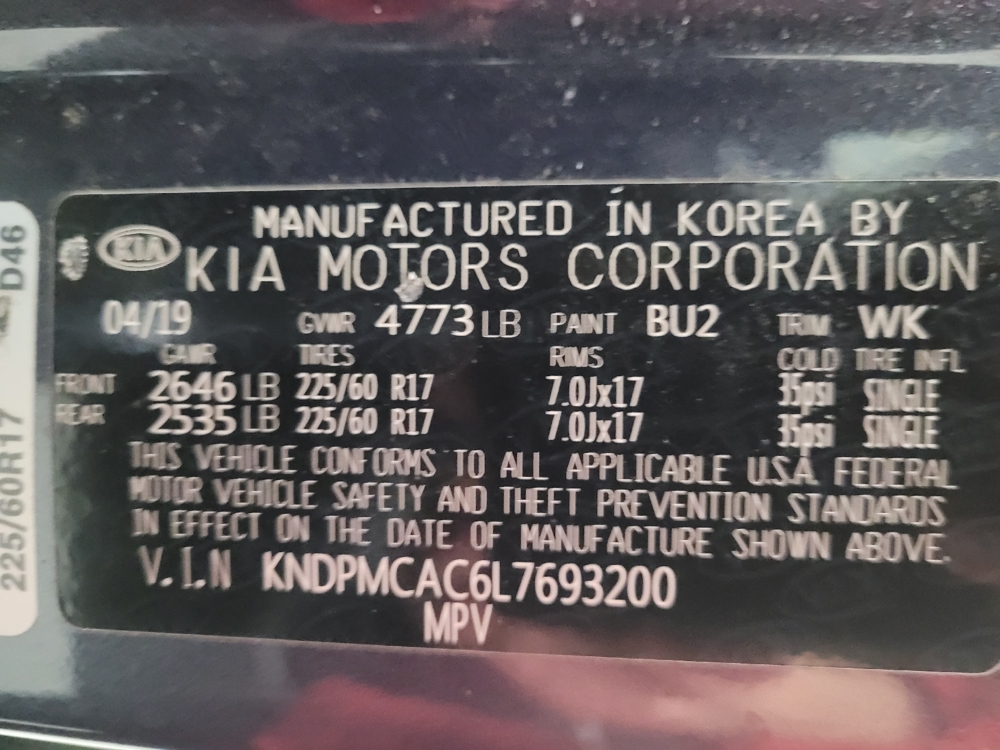 MANUFACTURED IN KOREA BY
KIA KIA MOTORS CORPORATION
04/19 GVWR 4773 LB PAINT BU2 TRIM WK
GAWR TIRES RIMS COLD TIRE INFL
FRONT 2646 LB 225/60 R17 7.0Jx17 35psi SINGLE
REAR 2535 LB 225/60 R17 7.0Jx17 35psi SINGLE
THIS VEHICLE CONFORMS TO ALL APPLICABLE U.S.A. FEDERAL
MOTOR VEHICLE SAFETY AND THEFT PREVENTION STANDARDS
IN EFFECT ON THE DATE OF MANUFACTURE SHOWN ABOVE.
V.I.N KNDPMCAC6L7693200
MPV
225/60R17 D46